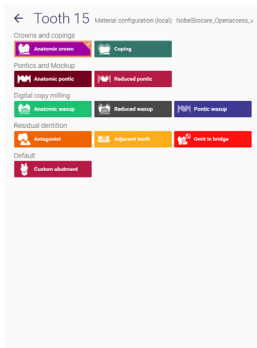 ← Tooth 15 Material configuration (local): NobelBiocare_Openaccess_
Crowns and copings
Anatomic crown Coping
Pontics and Mockup
Anatomic pontic Reduced pontic
Digital copy milling
Anatomic waxup Reduced waxup Pontic waxup
Residual dentition
Antagonist Adjacent tooth Omit in bridge
Default
Custom abutment